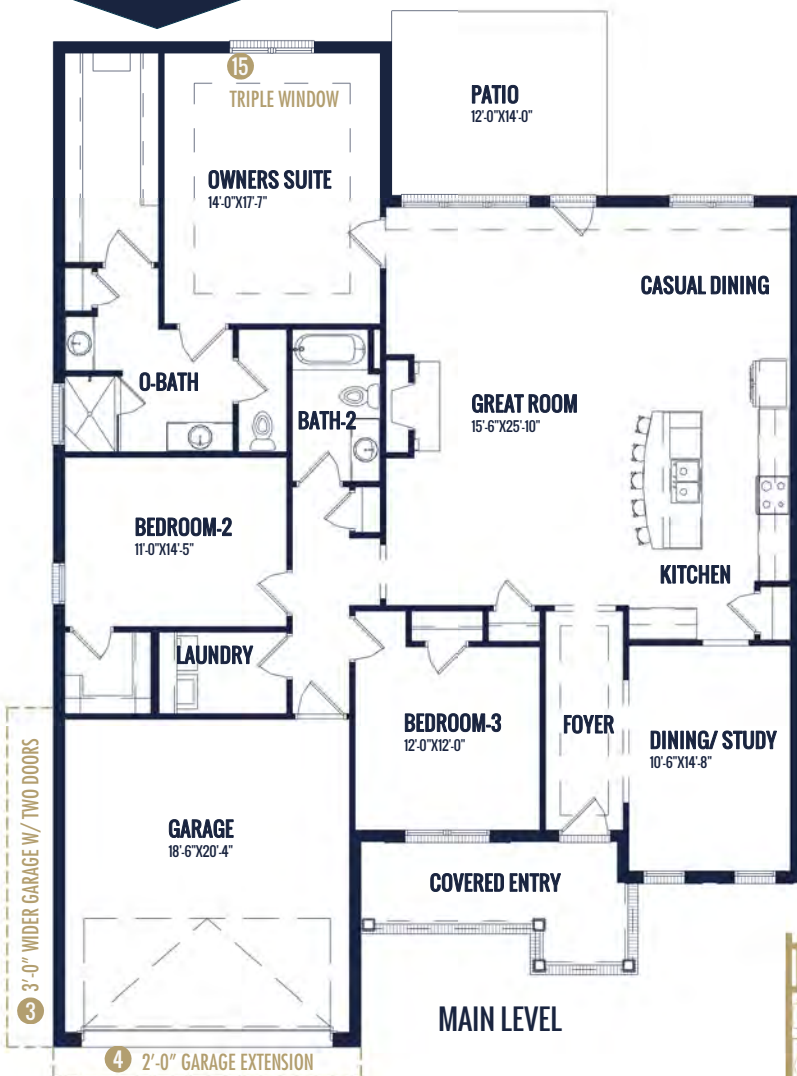 15
TRIPLE WINDOW
PATIO
12'-0"X14'-0"
OWNERS SUITE
14'-0"X17'-7"
CASUAL DINING
O-BATH
GREAT ROOM
15'-6"X25'-10"
BATH-2
BEDROOM-2
11'-0"X14'-5"
KITCHEN
LAUNDRY
BEDROOM-3
12'-0"X12'-0"
FOYER
DINING/ STUDY
10'-6"X14'-8"
GARAGE
18'-6"X20'-4"
COVERED ENTRY
3 3'-0" WIDER GARAGE W/ TWO DOORS
MAIN LEVEL
4 2'-0" GARAGE EXTENSION